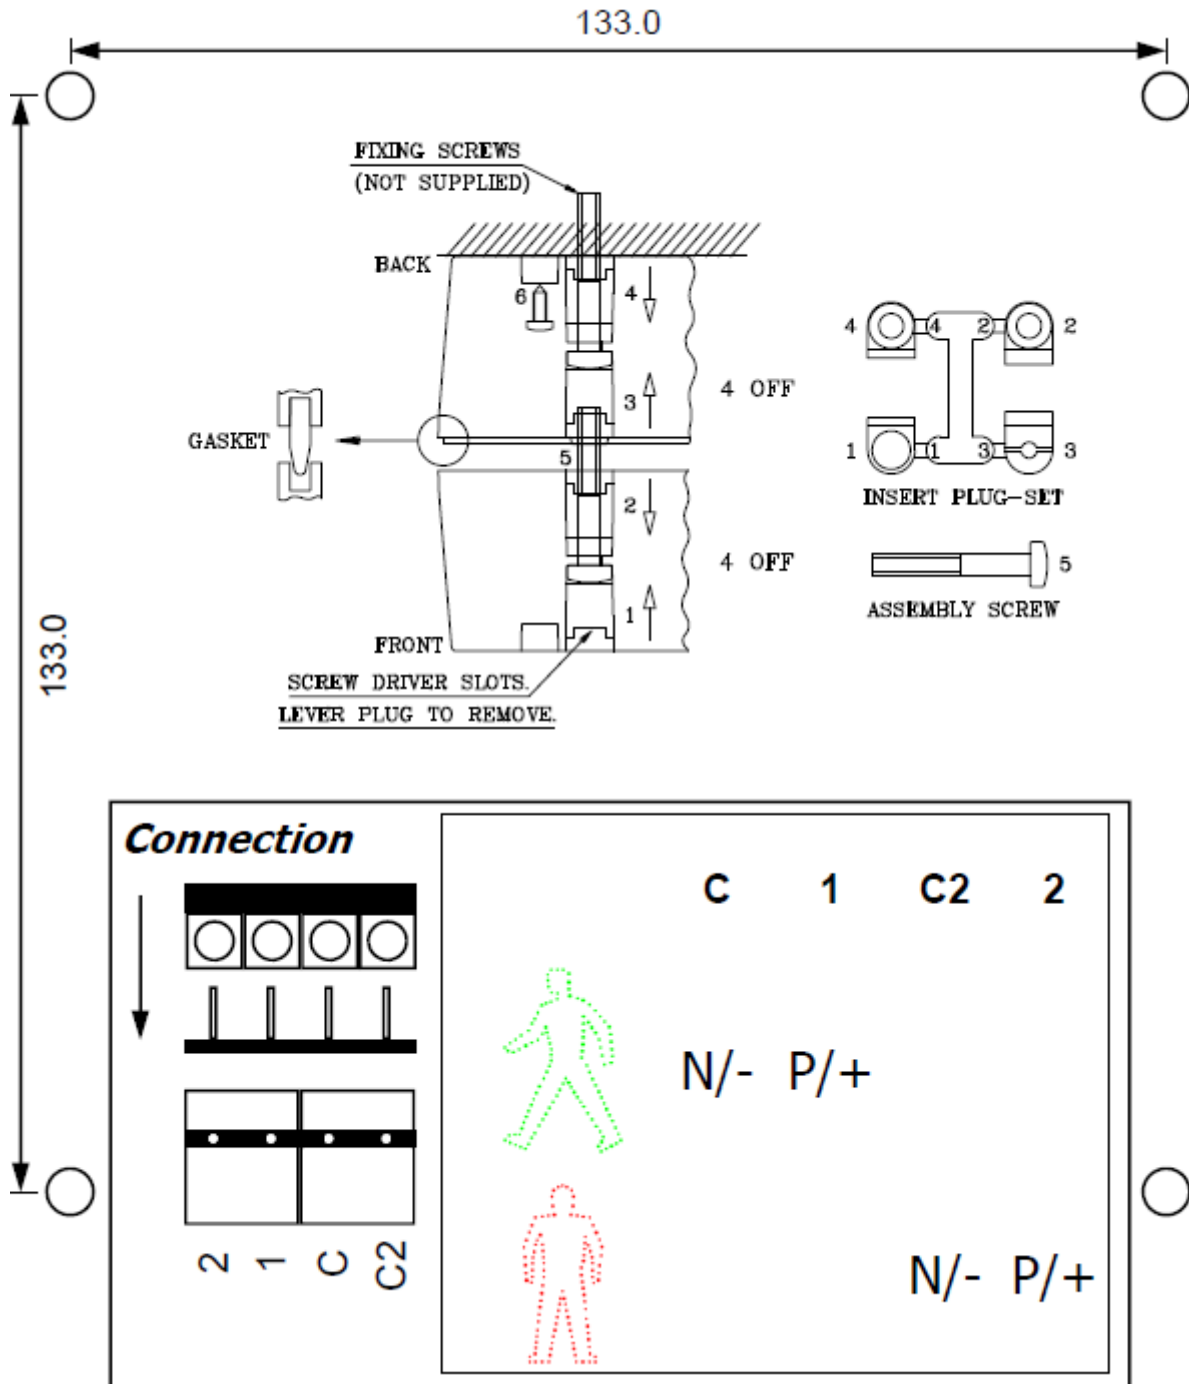 133.0
FIXING SCREWS
(NOT SUPPLIED)
BACK
6
4
4 4 2 2
3
4 OFF
GASKET
5
1 1 3 3
INSERT PLUG-SET
2
4 OFF
5
1
ASSEMBLY SCREW
FRONT
133.0
SCREW DRIVER SLOTS.
LEVER PLUG TO REMOVE.
Connection
C 1 C2 2
N/- P/+
N/- P/+
2 1 C C2